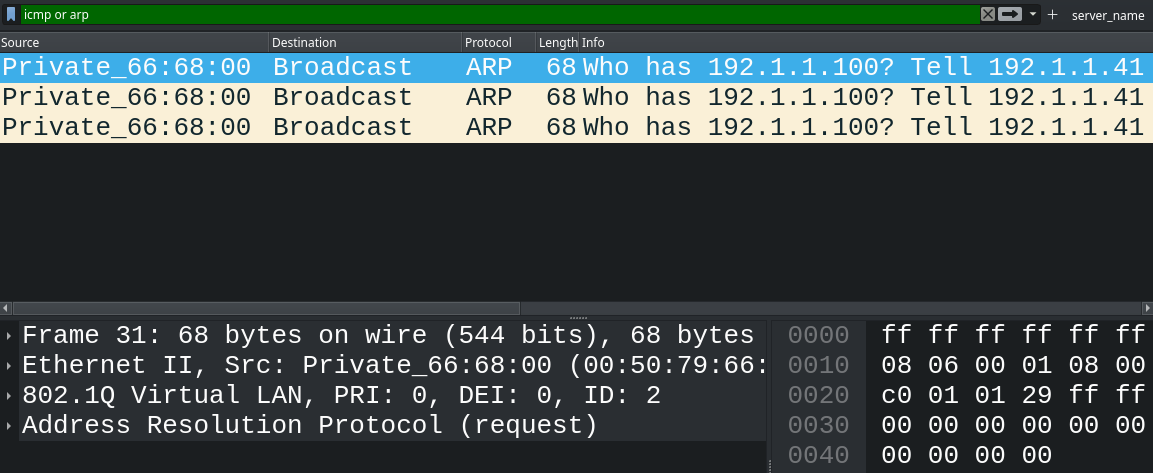 icmp or arp + server_name
Source Destination Protocol Length Info
Private_66:68:00 Broadcast ARP 68 Who has 192.1.1.100? Tell 192.1.1.41
Private_66:68:00 Broadcast ARP 68 Who has 192.1.1.100? Tell 192.1.1.41
Private_66:68:00 Broadcast ARP 68 Who has 192.1.1.100? Tell 192.1.1.41
Frame 31: 68 bytes on wire (544 bits), 68 bytes 0000 ff ff ff ff ff ff
Ethernet II, Src: Private_66:68:00 (00:50:79:66: 0010 08 06 00 01 08 00
802.1Q Virtual LAN, PRI: 0, DEI: 0, ID: 2 0020 c0 01 01 29 ff ff
Address Resolution Protocol (request) 0030 00 00 00 00 00 00
0040 00 00 00 00